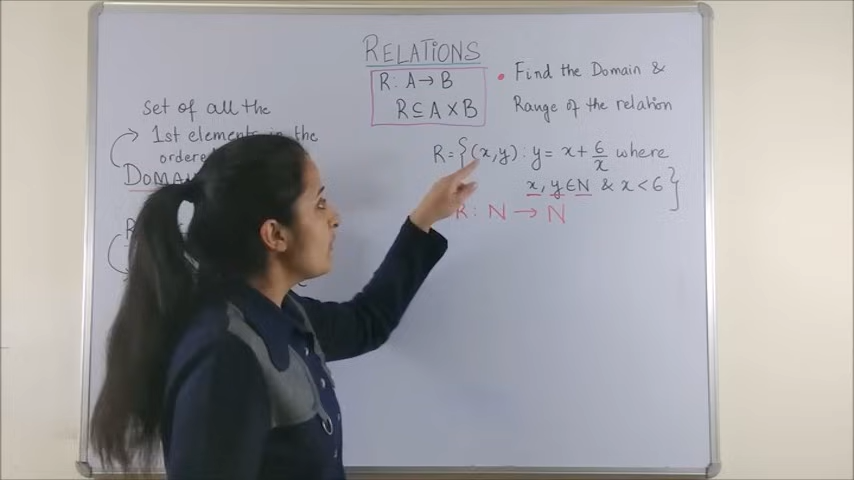 RELATIONS
R: A → B
R ⊆ A × B
• Find the Domain &
Range of the relation
R = {(x, y) : y = x + 6/x where
x, y ∈ N & x < 6}
R: N → N
Set of all the
1st elements in the